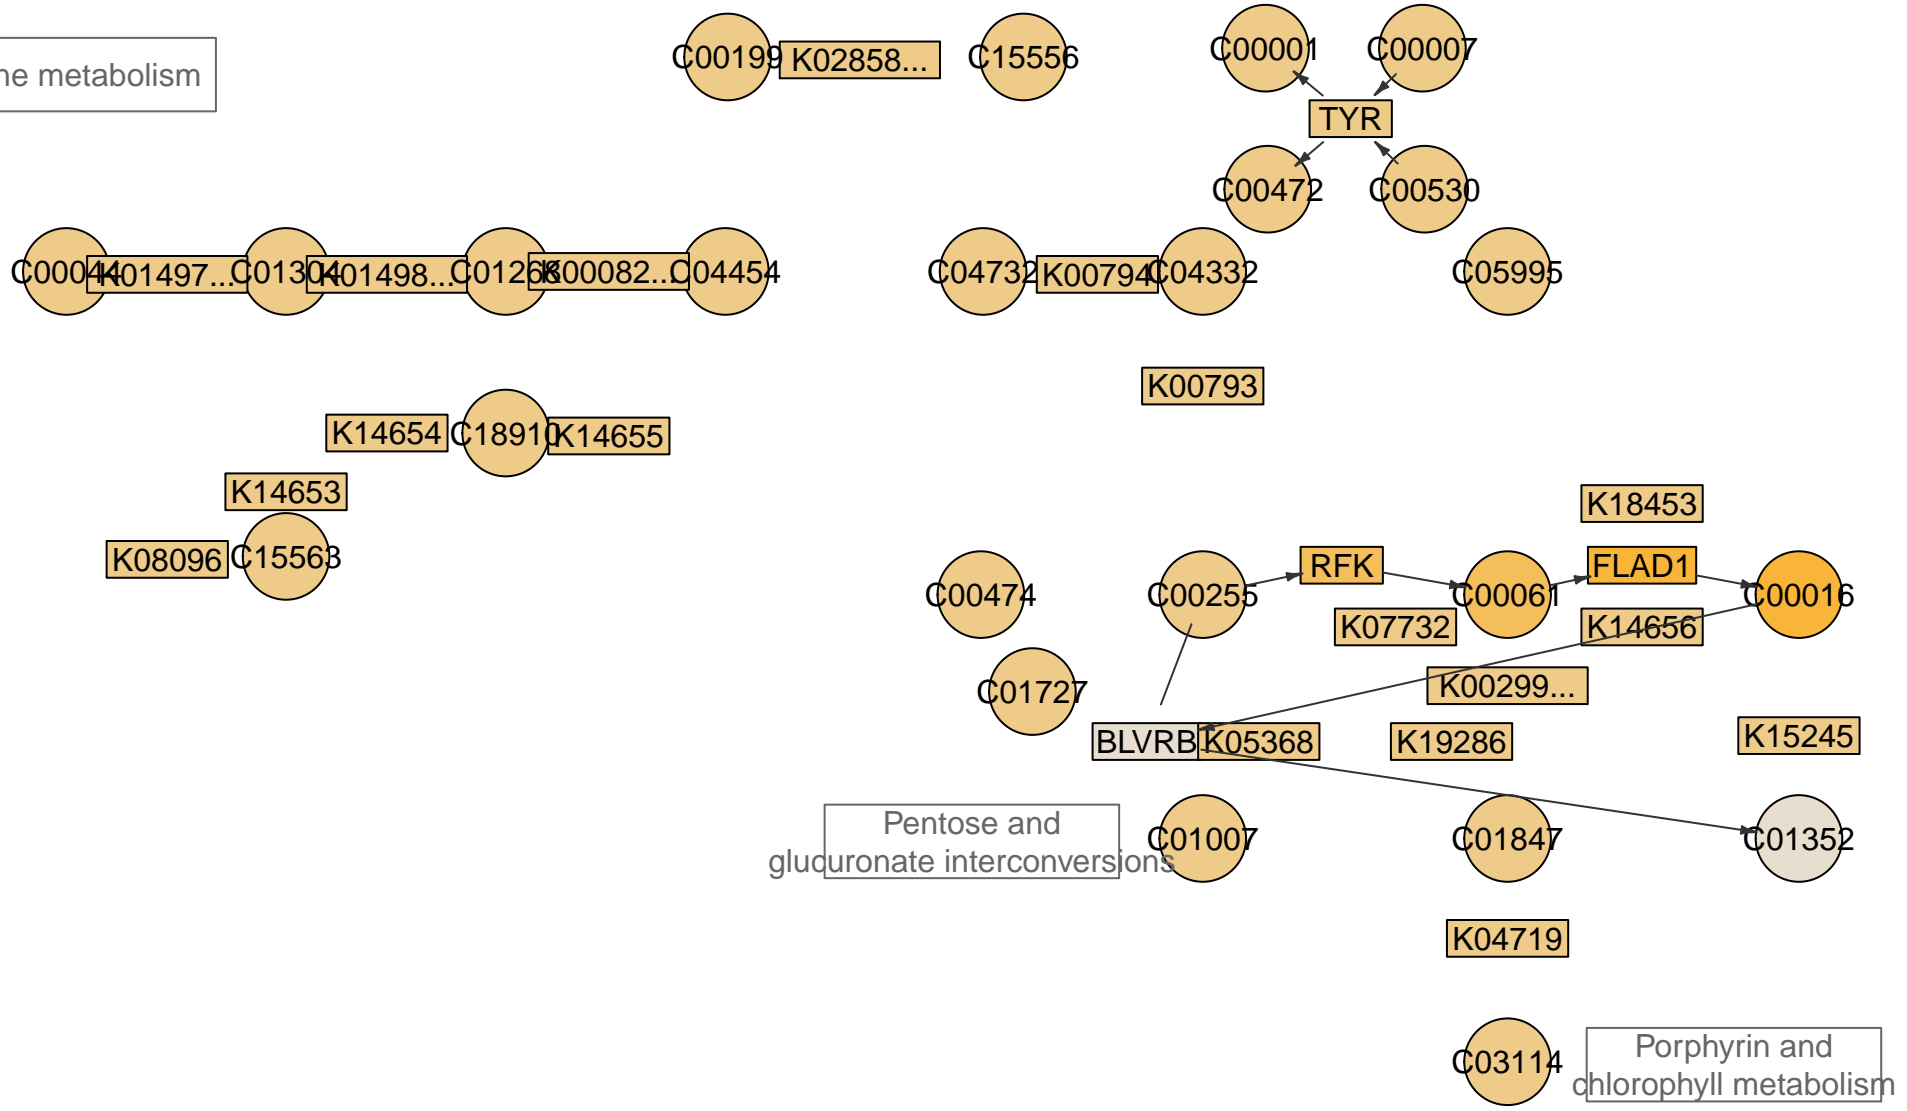 C00199
K02858...
C15556
C00001
C00007
ne metabolism
TYR
C00472
C00530
C00044
K01497...
C01304
K01498...
C01268
K00082...
C04454
C04732
K00794
C04332
C05995
K00793
K14654
C18910
K14655
K14653
K08096
C15563
K18453
RFK
FLAD1
C00474
C00255
C00061
C00016
K07732
K14656
C01727
K00299...
BLVRB
K05368
K19286
K15245
Pentose and
glucuronate interconversions
C01007
C01847
C01352
K04719
C03114
Porphyrin and
chlorophyll metabolism